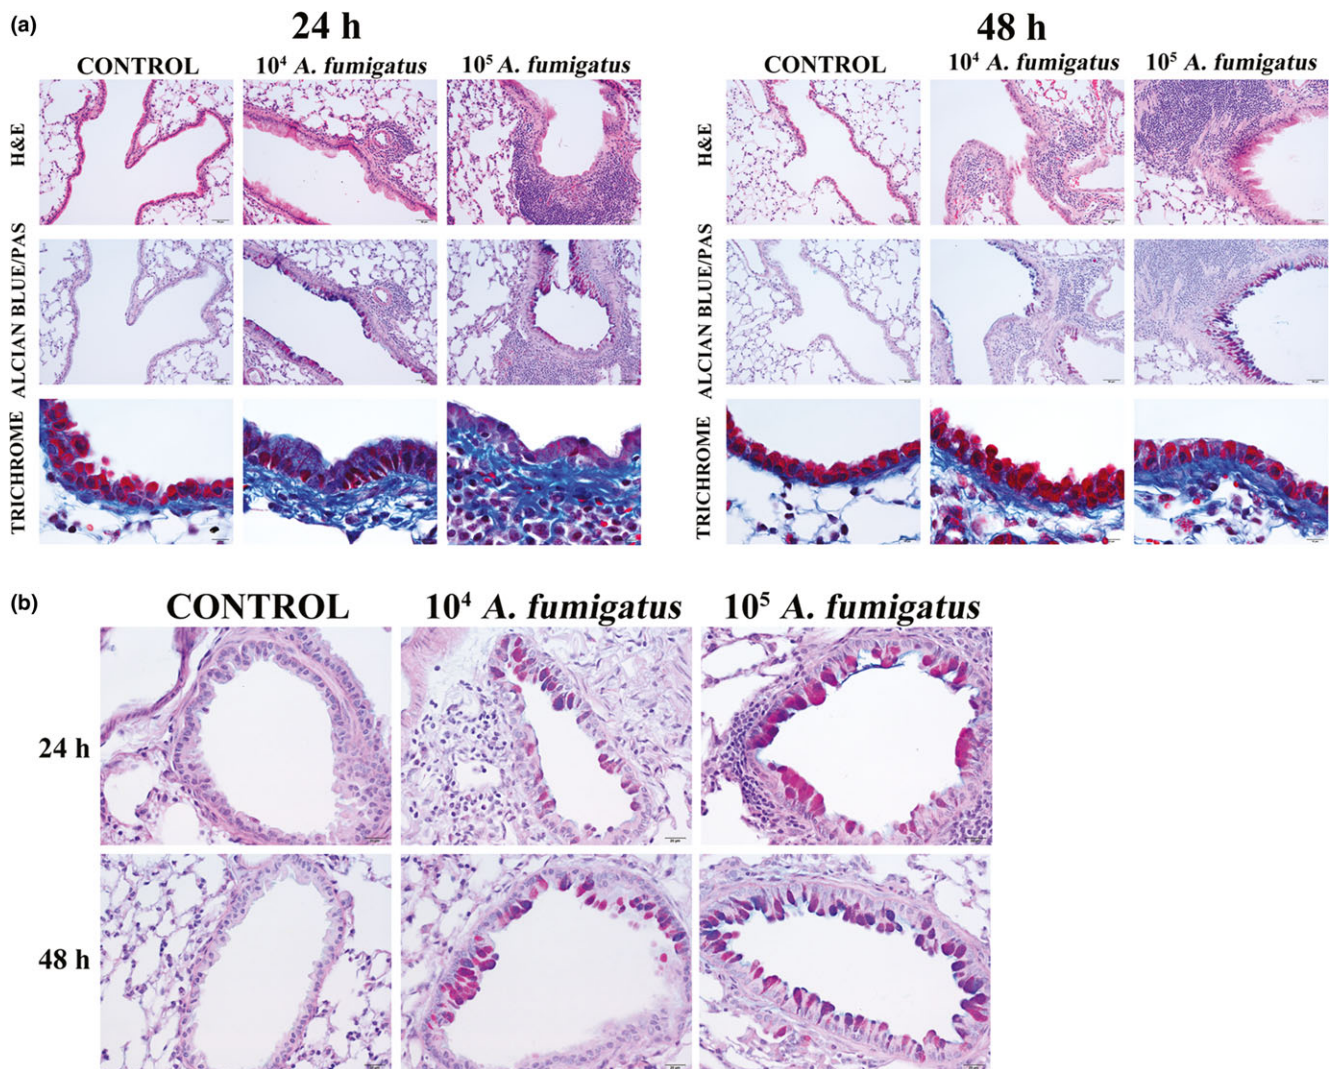 (a)
24 h
48 h
CONTROL
10⁴ A. fumigatus
10⁵ A. fumigatus
CONTROL
10⁴ A. fumigatus
10⁵ A. fumigatus
H&E
ALCIAN BLUE/PAS
TRICHROME
H&E
ALCIAN BLUE/PAS
TRICHROME
(b)
CONTROL
10⁴ A. fumigatus
10⁵ A. fumigatus
24 h
48 h